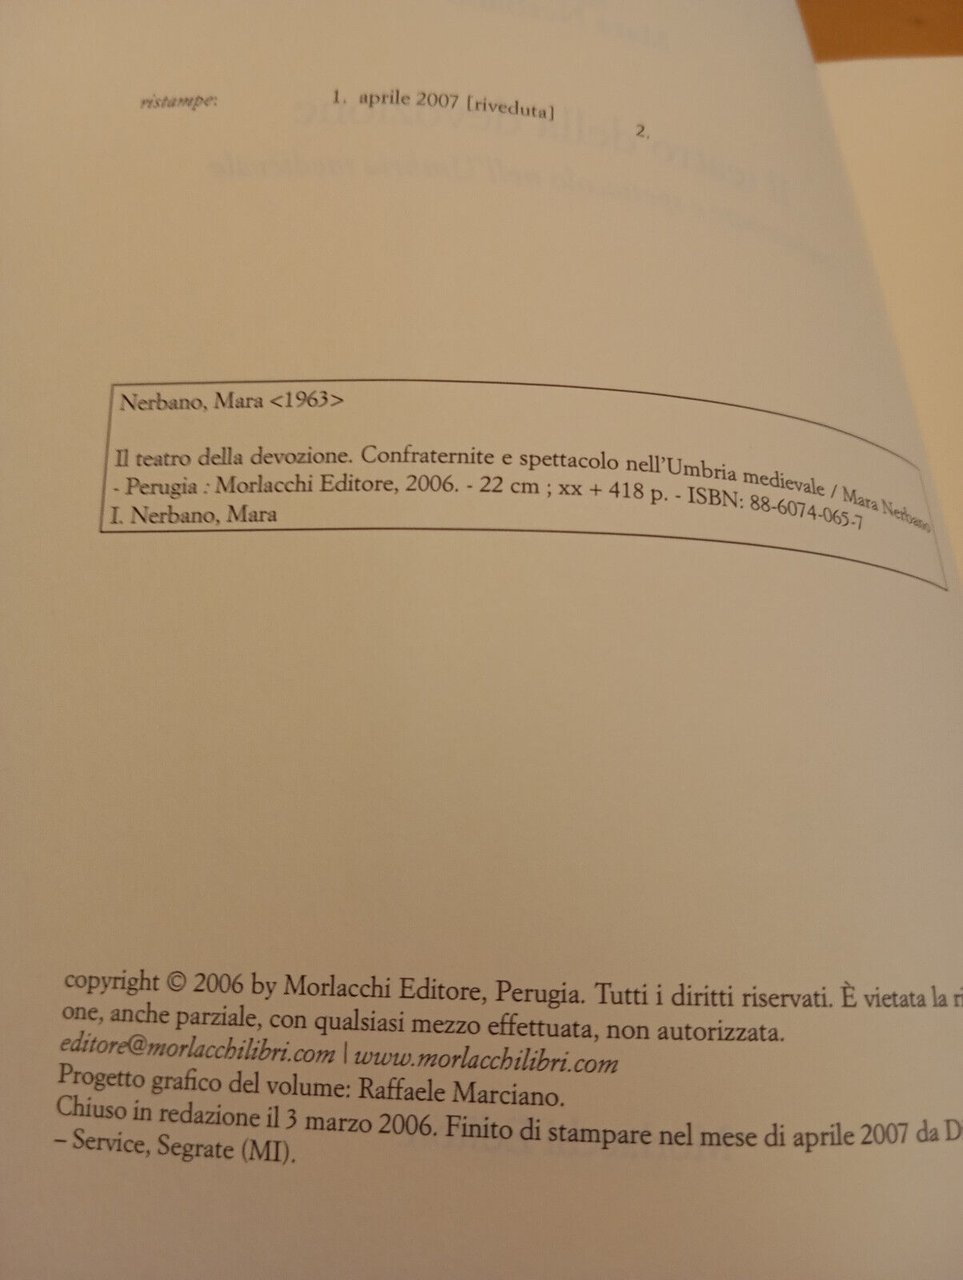 ristampe: 1. aprile 2007 [riveduta] 2.
Nerbano, Mara <1963>
Il teatro della devozione. Confraternite e spettacolo nell'Umbria medievale / Mara Nerbano
- Perugia : Morlacchi Editore, 2006. - 22 cm ; xx + 418 p. - ISBN: 88-6074-065-7
I. Nerbano, Mara
copyright © 2006 by Morlacchi Editore, Perugia. Tutti i diritti riservati. È vietata la ri
one, anche parziale, con qualsiasi mezzo effettuata, non autorizzata.
editore@morlacchilibri.com | www.morlacchilibri.com
Progetto grafico del volume: Raffaele Marciano.
Chiuso in redazione il 3 marzo 2006. Finito di stampare nel mese di aprile 2007 da D
– Service, Segrate (MI).